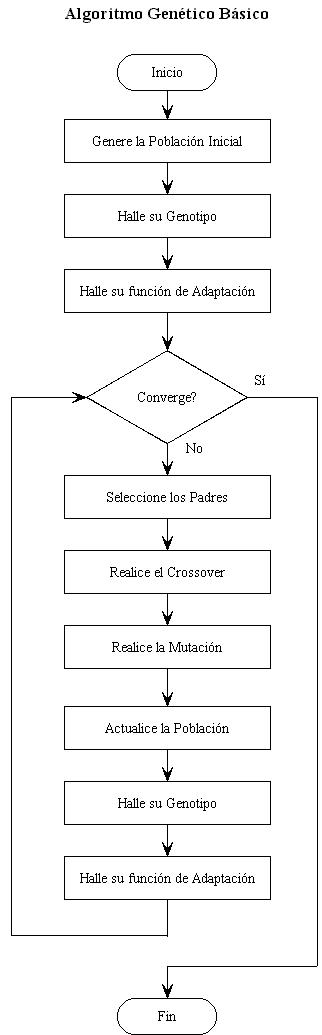 Algoritmo Genético Básico
Inicio
Genere la Población Inicial
Halle su Genotipo
Halle su función de Adaptación
Converge?
Sí
No
Seleccione los Padres
Realice el Crossover
Realice la Mutación
Actualice la Población
Halle su Genotipo
Halle su función de Adaptación
Fin